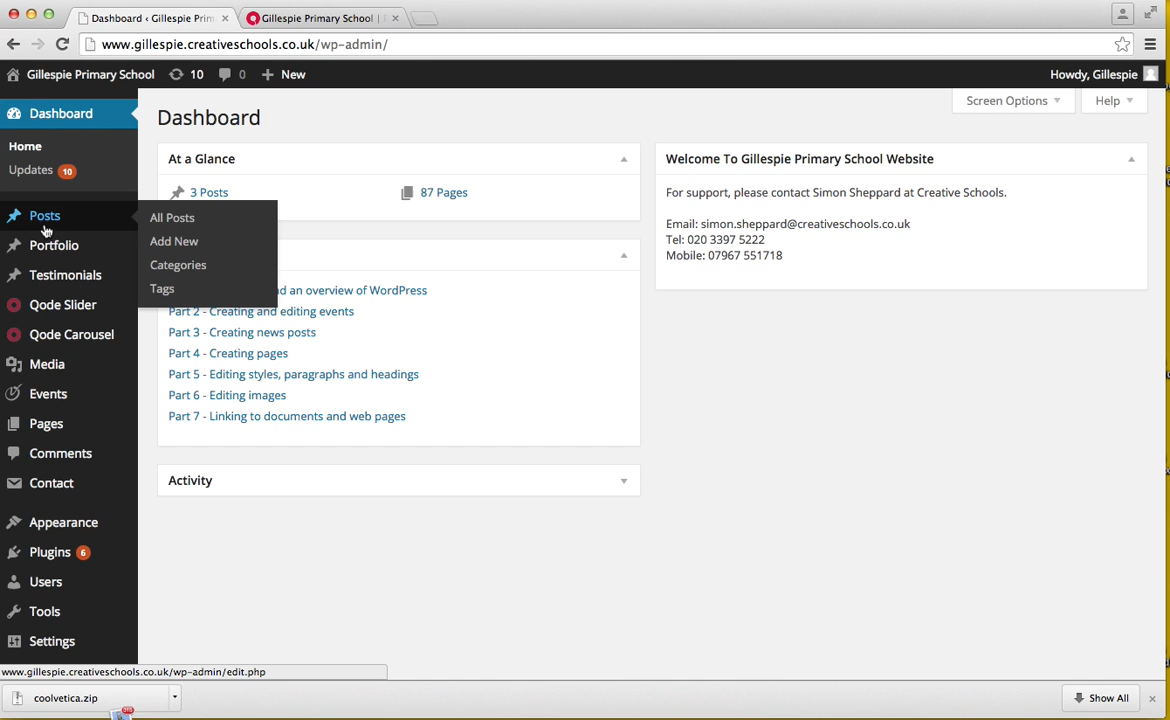 Dashboard ‹ Gillespie Prim
Gillespie Primary School |
www.gillespie.creativeschools.co.uk/wp-admin/
Gillespie Primary School
10
0
New
Howdy, Gillespie
Dashboard
Home
Updates 10
Posts
Portfolio
Testimonials
Qode Slider
Qode Carousel
Media
Events
Pages
Comments
Contact
Appearance
Plugins 6
Users
Tools
Settings
All Posts
Add New
Categories
Tags
Screen Options
Help
Dashboard
At a Glance
3 Posts
87 Pages
d an overview of WordPress
Part 2 - Creating and editing events
Part 3 - Creating news posts
Part 4 - Creating pages
Part 5 - Editing styles, paragraphs and headings
Part 6 - Editing images
Part 7 - Linking to documents and web pages
Activity
Welcome To Gillespie Primary School Website
For support, please contact Simon Sheppard at Creative Schools.
Email: simon.sheppard@creativeschools.co.uk
Tel: 020 3397 5222
Mobile: 07967 551718
www.gillespie.creativeschools.co.uk/wp-admin/edit.php
coolvetica.zip
Show All